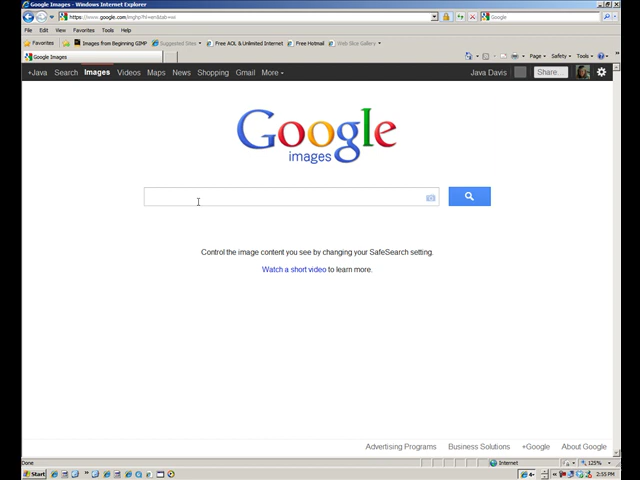 Google Images - Windows Internet Explorer
https://www.google.com/imghp?hl=en&tab=wi
Google
File Edit View Favorites Tools Help
Favorites Images from Beginning GIMP Suggested Sites Free AOL & Unlimited Internet Free Hotmail Web Slice Gallery
Google Images
Page Safety Tools
+Java Search Images Videos Maps News Shopping Gmail More Java Davis Share...
Google
images
Control the image content you see by changing your SafeSearch setting.
Watch a short video to learn more.
Advertising Programs Business Solutions +Google About Google
Done Internet 125%
Start 2:55 PM